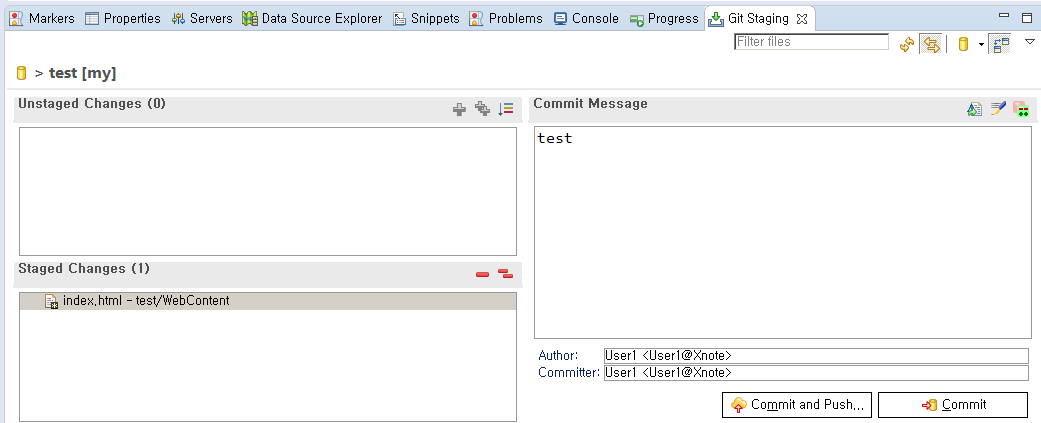 Markers Properties Servers Data Source Explorer Snippets Problems Console Progress Git Staging
Filter files
> test [my]
Unstaged Changes (0)
Commit Message
test
Staged Changes (1)
index.html - test/WebContent
Author: User1 <User1@Xnote>
Committer: User1 <User1@Xnote>
Commit and Push...
Commit